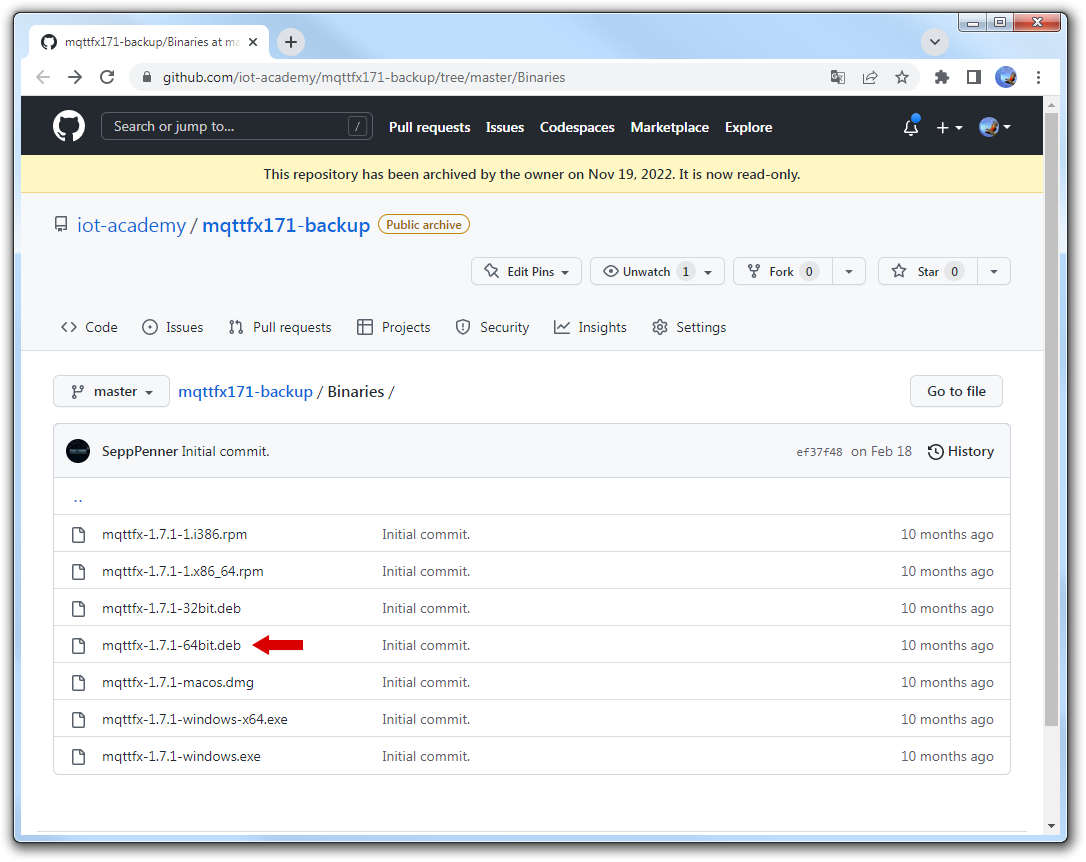 mqttfx171-backup/Binaries at ma
github.com/iot-academy/mqttfx171-backup/tree/master/Binaries
Search or jump to... / Pull requests Issues Codespaces Marketplace Explore
This repository has been archived by the owner on Nov 19, 2022. It is now read-only.
iot-academy / mqttfx171-backup Public archive
Edit Pins Unwatch 1 Fork 0 Star 0
Code Issues Pull requests Projects Security Insights Settings
master mqttfx171-backup / Binaries / Go to file
SeppPenner Initial commit. ef37f48 on Feb 18 History
..
mqttfx-1.7.1-1.i386.rpm Initial commit. 10 months ago
mqttfx-1.7.1-1.x86_64.rpm Initial commit. 10 months ago
mqttfx-1.7.1-32bit.deb Initial commit. 10 months ago
mqttfx-1.7.1-64bit.deb Initial commit. 10 months ago
mqttfx-1.7.1-macos.dmg Initial commit. 10 months ago
mqttfx-1.7.1-windows-x64.exe Initial commit. 10 months ago
mqttfx-1.7.1-windows.exe Initial commit. 10 months ago